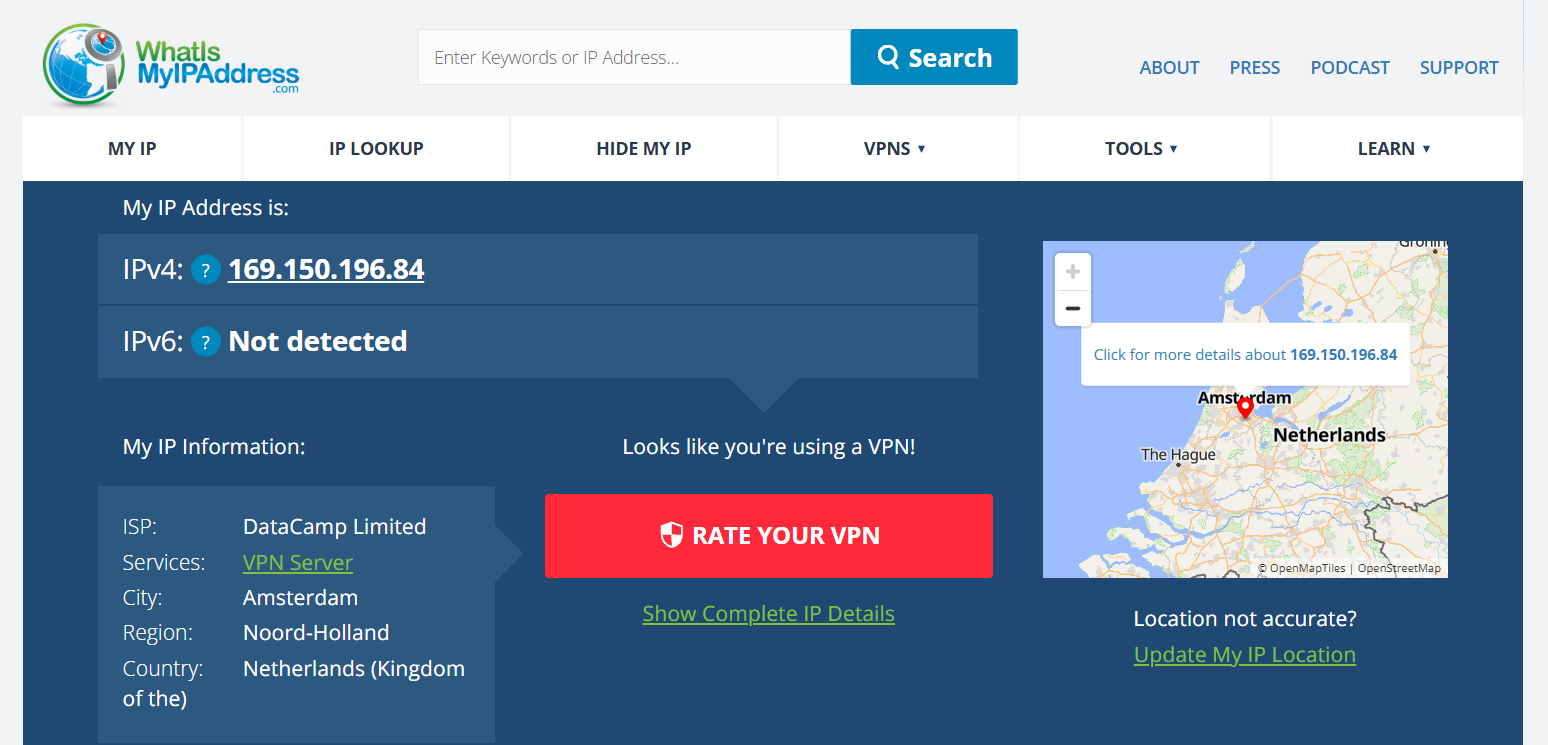 WhatIs
MyIPAddress
.com
Enter Keywords or IP Address...
Search
ABOUT
PRESS
PODCAST
SUPPORT
MY IP
IP LOOKUP
HIDE MY IP
VPNS ▼
TOOLS ▼
LEARN ▼
My IP Address is:
IPv4: ? 169.150.196.84
IPv6: ? Not detected
My IP Information:
ISP: DataCamp Limited
Services: VPN Server
City: Amsterdam
Region: Noord-Holland
Country: Netherlands (Kingdom
of the)
Looks like you're using a VPN!
RATE YOUR VPN
Show Complete IP Details
+
−
Click for more details about 169.150.196.84
Amsterdam
Netherlands
The Hague
© OpenMapTiles | OpenStreetMap
Location not accurate?
Update My IP Location